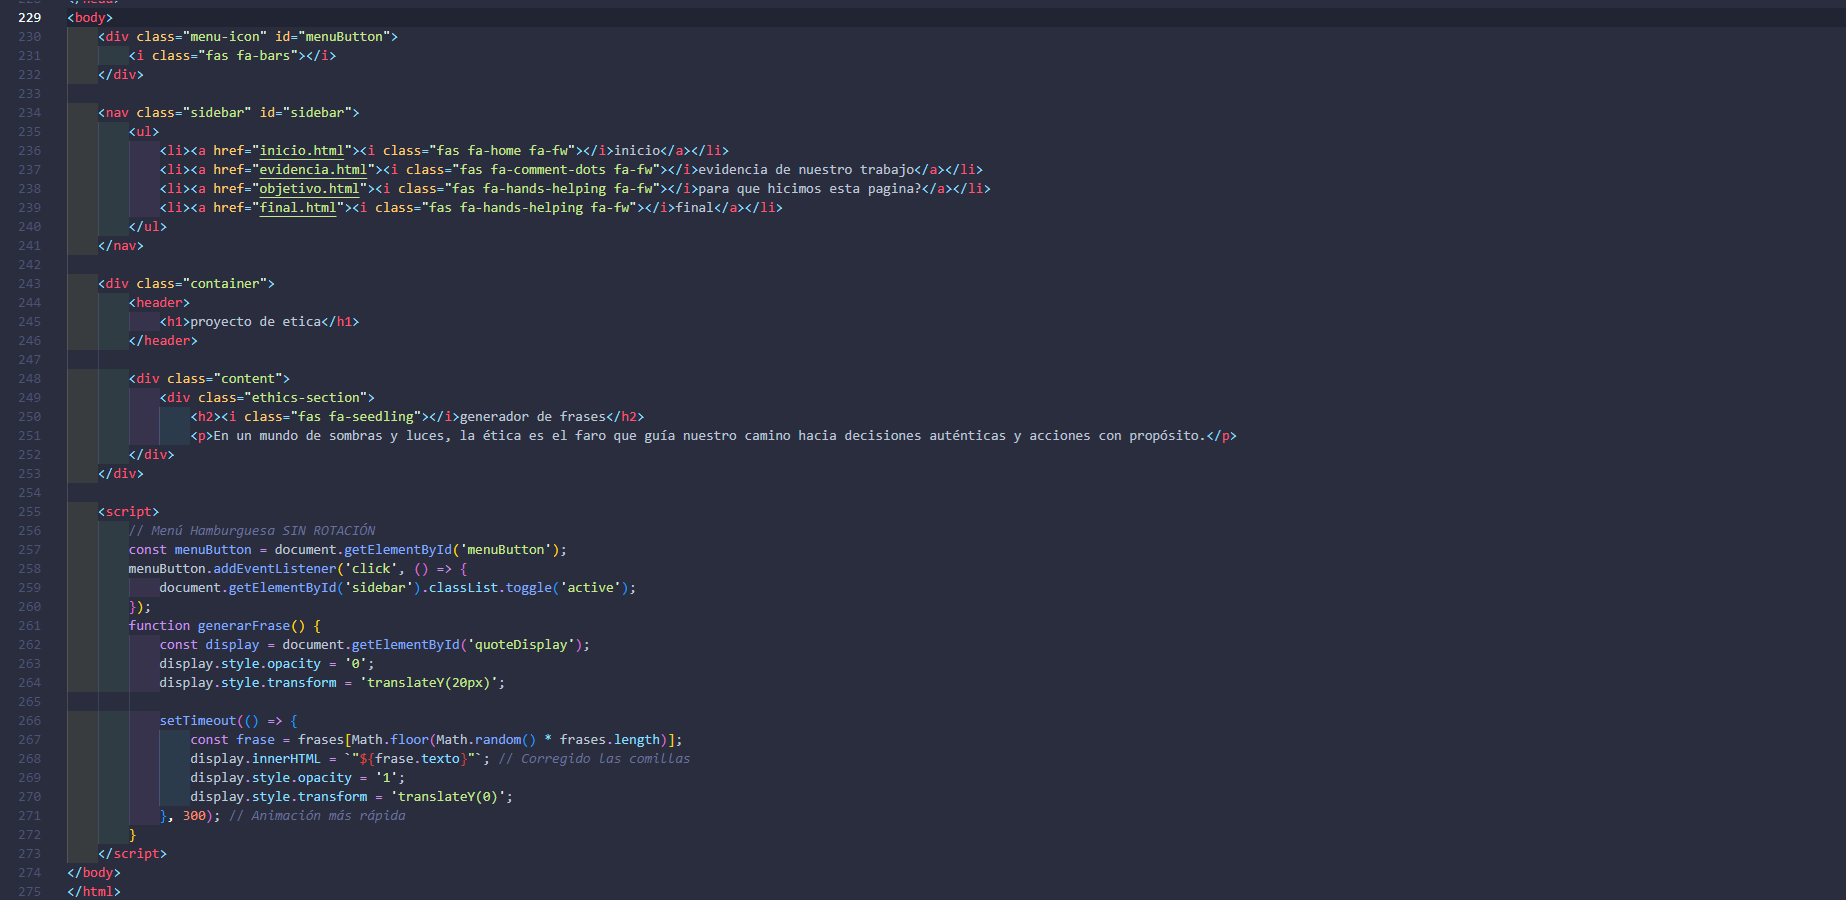 229 <body>
230     <div class="menu-icon" id="menuButton">
231         <i class="fas fa-bars"></i>
232     </div>
233
234     <nav class="sidebar" id="sidebar">
235         <ul>
236             <li><a href="inicio.html"><i class="fas fa-home fa-fw"></i>inicio</a></li>
237             <li><a href="evidencia.html"><i class="fas fa-comment-dots fa-fw"></i>evidencia de nuestro trabajo</a></li>
238             <li><a href="objetivo.html"><i class="fas fa-hands-helping fa-fw"></i>para que hicimos esta pagina?</a></li>
239             <li><a href="final.html"><i class="fas fa-hands-helping fa-fw"></i>final</a></li>
240         </ul>
241     </nav>
242
243     <div class="container">
244         <header>
245             <h1>proyecto de etica</h1>
246         </header>
247
248         <div class="content">
249             <div class="ethics-section">
250                 <h2><i class="fas fa-seedling"></i>generador de frases</h2>
251                 <p>En un mundo de sombras y luces, la ética es el faro que guía nuestro camino hacia decisiones auténticas y acciones con propósito.</p>
252         </div>
253     </div>
254
255     <script>
256         // Menú Hamburguesa SIN ROTACIÓN
257         const menuButton = document.getElementById('menuButton');
258         menuButton.addEventListener('click', () => {
259             document.getElementById('sidebar').classList.toggle('active');
260         });
261         function generarFrase() {
262             const display = document.getElementById('quoteDisplay');
263             display.style.opacity = '0';
264             display.style.transform = 'translateY(20px)';
265
266             setTimeout(() => {
267                 const frase = frases[Math.floor(Math.random() * frases.length)];
268                 display.innerHTML = `"${frase.texto}"`; // Corregido las comillas
269                 display.style.opacity = '1';
270                 display.style.transform = 'translateY(0)';
271             }, 300); // Animación más rápida
272         }
273     </script>
274 </body>
275 </html>